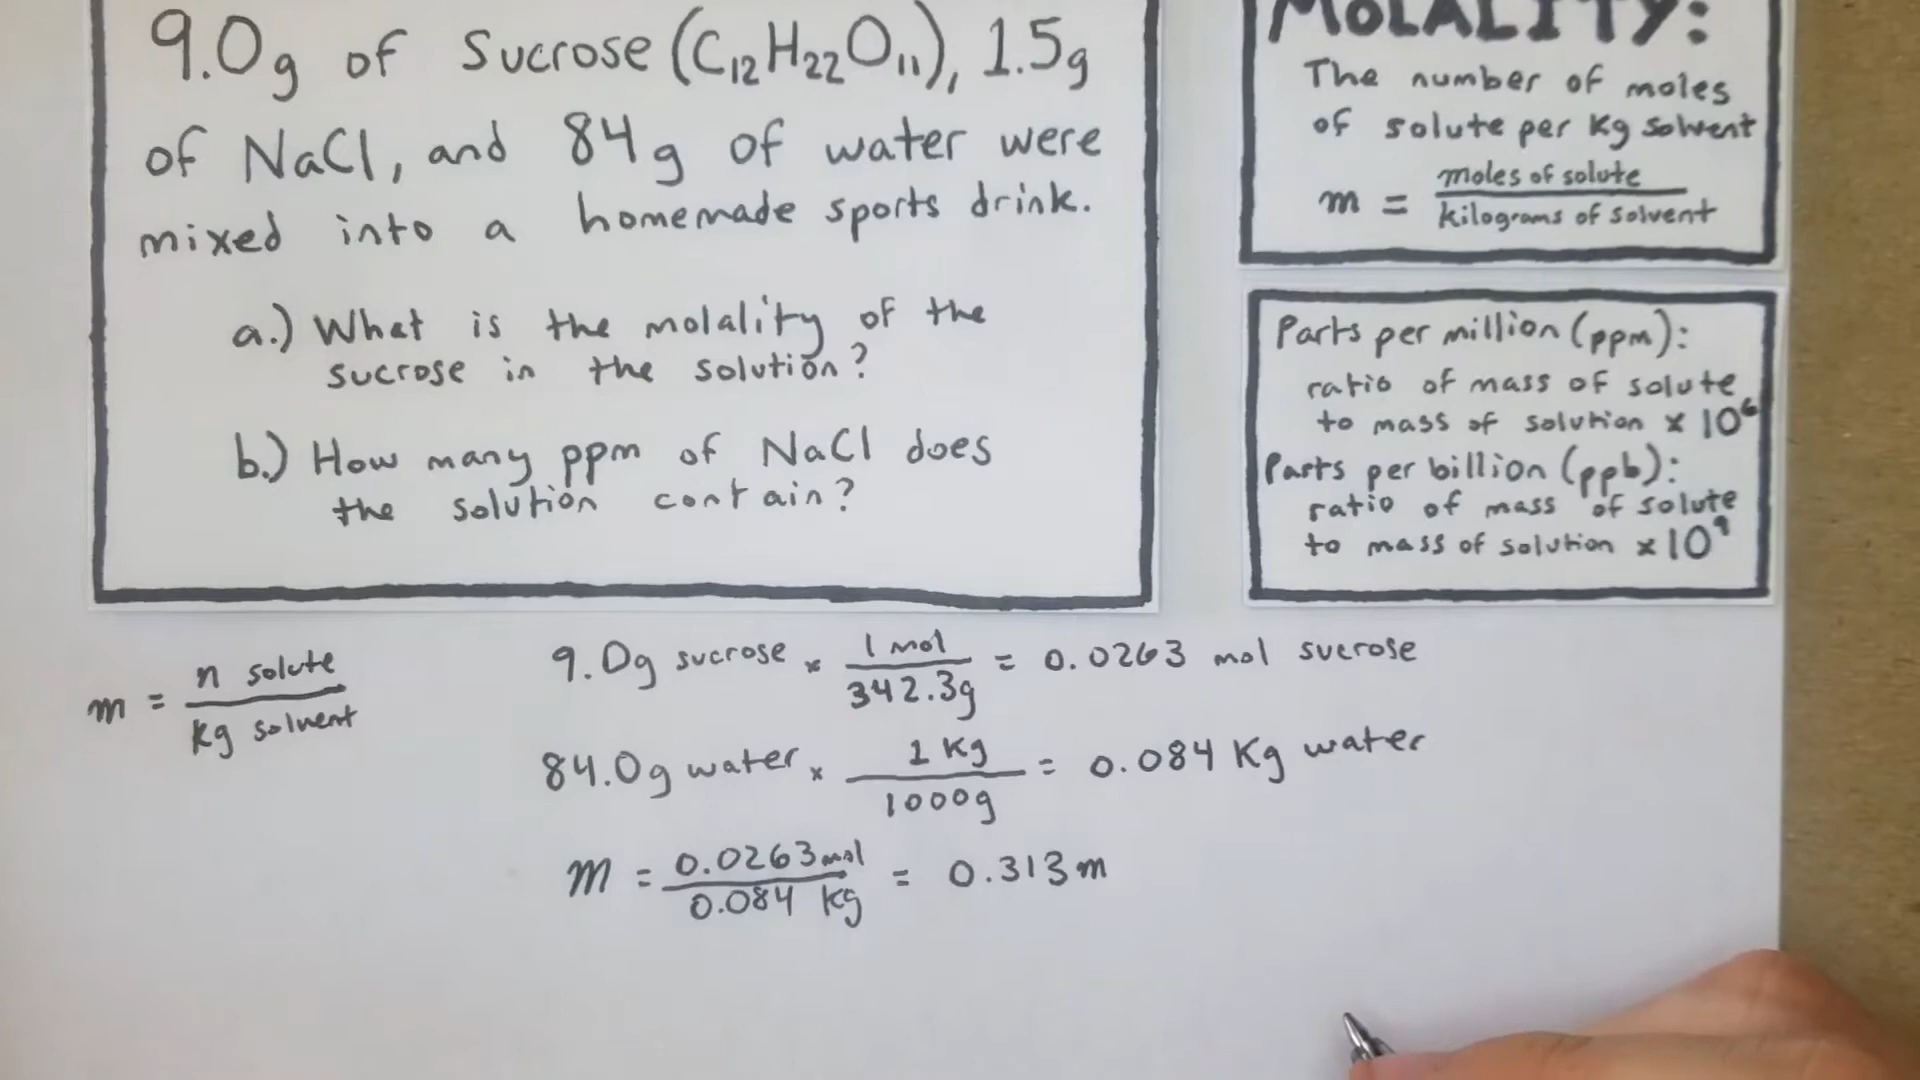 9.0g of Sucrose (C₁₂H₂₂O₁₁), 1.5g
of NaCl, and 84g of water were
mixed into a homemade sports drink.
a.) What is the molality of the
sucrose in the solution?
b.) How many ppm of NaCl does
the solution contain?
MOLALITY:
The number of moles
of solute per Kg solvent
m = moles of solute
kilograms of solvent
Parts per million (ppm):
ratio of mass of solute
to mass of solution × 10⁶
Parts per billion (ppb):
ratio of mass of solute
to mass of solution × 10⁹
m = n solute
kg solvent
9.0g sucrose × 1 mol = 0.0263 mol sucrose
342.3g
84.0g water × 1 Kg = 0.084 Kg water
1000g
m = 0.0263 mol = 0.313 m
0.084 kg